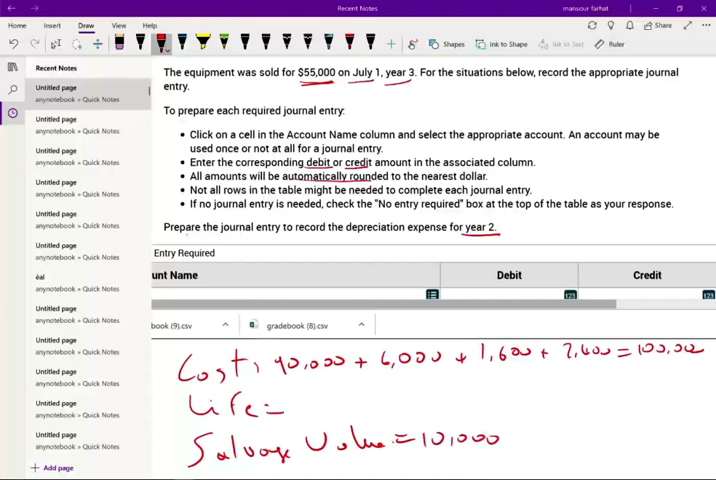 Recent Notes
mansour farhat
Home Insert Draw View Help Share
Shapes Ink to Shape Ink to Text Ruler
Recent Notes
Untitled page
anynotebook » Quick Notes
Untitled page
anynotebook » Quick Notes
Untitled page
anynotebook » Quick Notes
Untitled page
anynotebook » Quick Notes
Untitled page
anynotebook » Quick Notes
Untitled page
anynotebook » Quick Notes
éal
anynotebook » Quick Notes
Untitled page
anynotebook » Quick Notes
Untitled page
anynotebook » Quick Notes
Untitled page
anynotebook » Quick Notes
Untitled page
anynotebook » Quick Notes
Untitled page
anynotebook » Quick Notes
+ Add page
The equipment was sold for $55,000 on July 1, year 3. For the situations below, record the appropriate journal
entry.
To prepare each required journal entry:
• Click on a cell in the Account Name column and select the appropriate account. An account may be
used once or not at all for a journal entry.
• Enter the corresponding debit or credit amount in the associated column.
• All amounts will be automatically rounded to the nearest dollar.
• Not all rows in the table might be needed to complete each journal entry.
• If no journal entry is needed, check the "No entry required" box at the top of the table as your response.
Prepare the journal entry to record the depreciation expense for year 2.
Entry Required
unt Name Debit Credit
123 123
book (9).csv gradebook (8).csv
Cost, 90,000 + 6,000 + 1,600 + 2,400 = 100,000
Life =
Salvage Value = 10,000